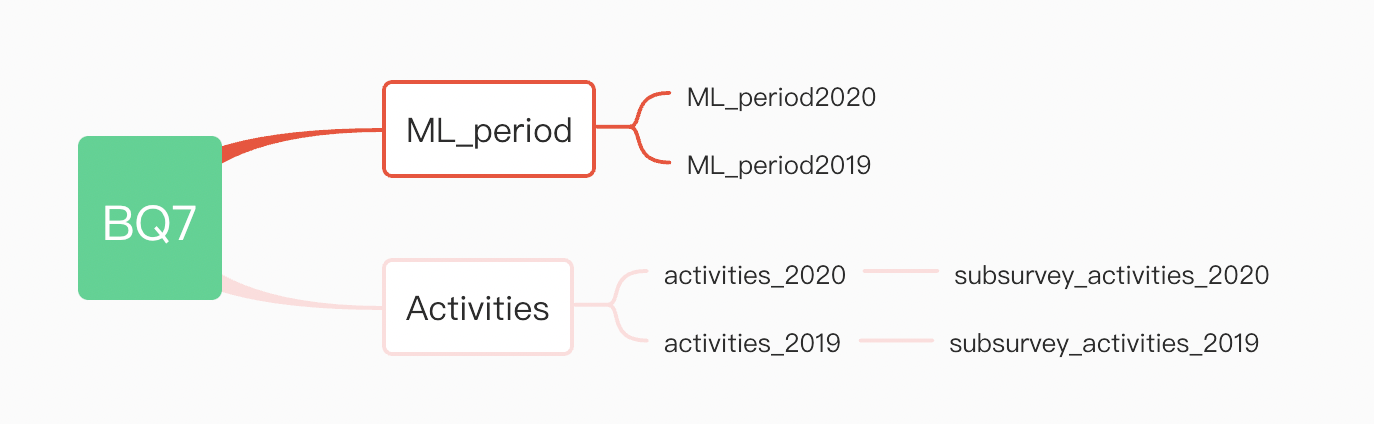 BQ7
ML_period
ML_period2020
ML_period2019
Activities
activities_2020
subsurvey_activities_2020
activities_2019
subsurvey_activities_2019